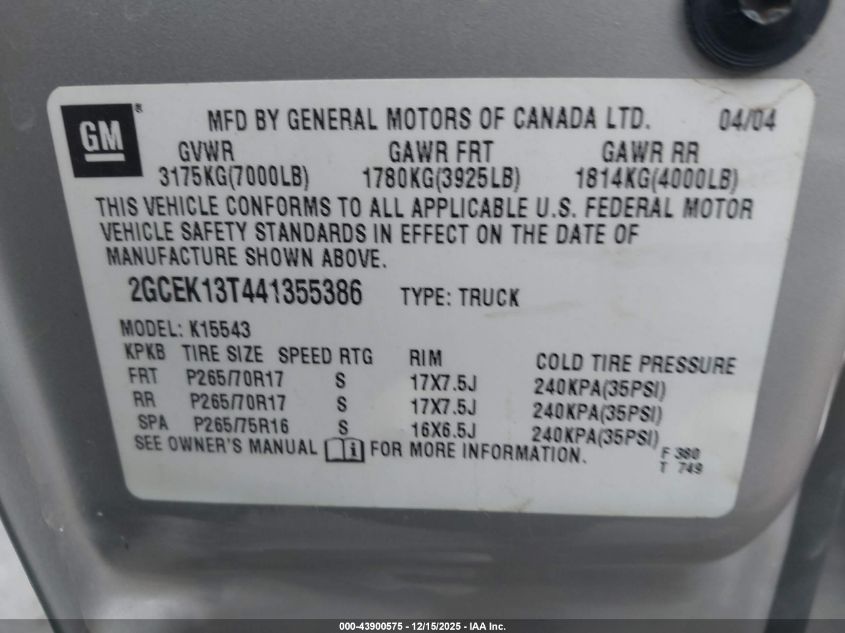 GM ® MFD BY GENERAL MOTORS OF CANADA LTD. 04/04
GVWR GAWR FRT GAWR RR
3175KG(7000LB) 1780KG(3925LB) 1814KG(4000LB)
THIS VEHICLE CONFORMS TO ALL APPLICABLE U.S. FEDERAL MOTOR
VEHICLE SAFETY STANDARDS IN EFFECT ON THE DATE OF
MANUFACTURE SHOWN ABOVE.
2GCEK13T441355386 TYPE: TRUCK
MODEL: K15543
KPKB TIRE SIZE SPEED RTG RIM COLD TIRE PRESSURE
FRT P265/70R17 S 17X7.5J 240KPA(35PSI)
RR P265/70R17 S 17X7.5J 240KPA(35PSI)
SPA P265/75R16 S 16X6.5J 240KPA(35PSI)
SEE OWNER'S MANUAL FOR MORE INFORMATION.
F 380
T 749
000-43900575 - 12/15/2025 - IAA Inc.